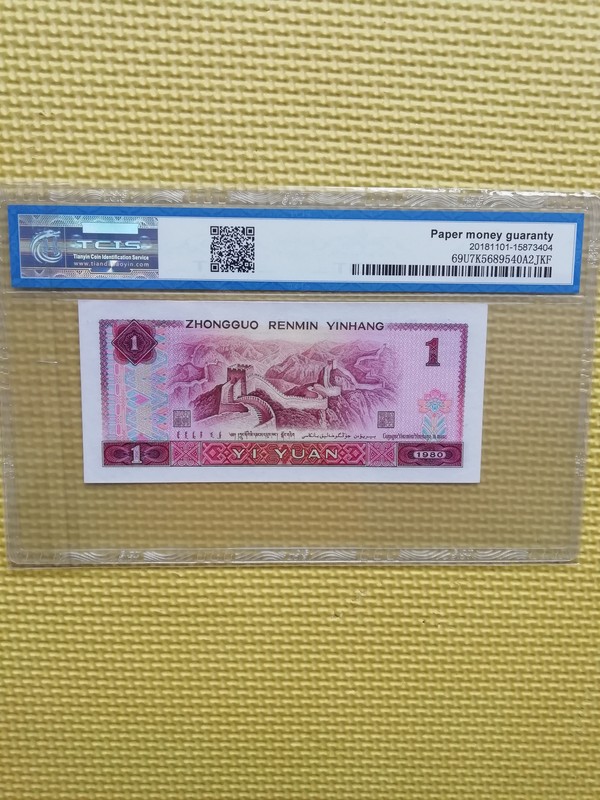 TCIS
Tianyin Coin Identification Service
Paper money guaranty
20181101-15873404
69U7K5689540A2JKF
ZHONGGUO RENMIN YINHANG
1
1
1
YI YUAN
1980